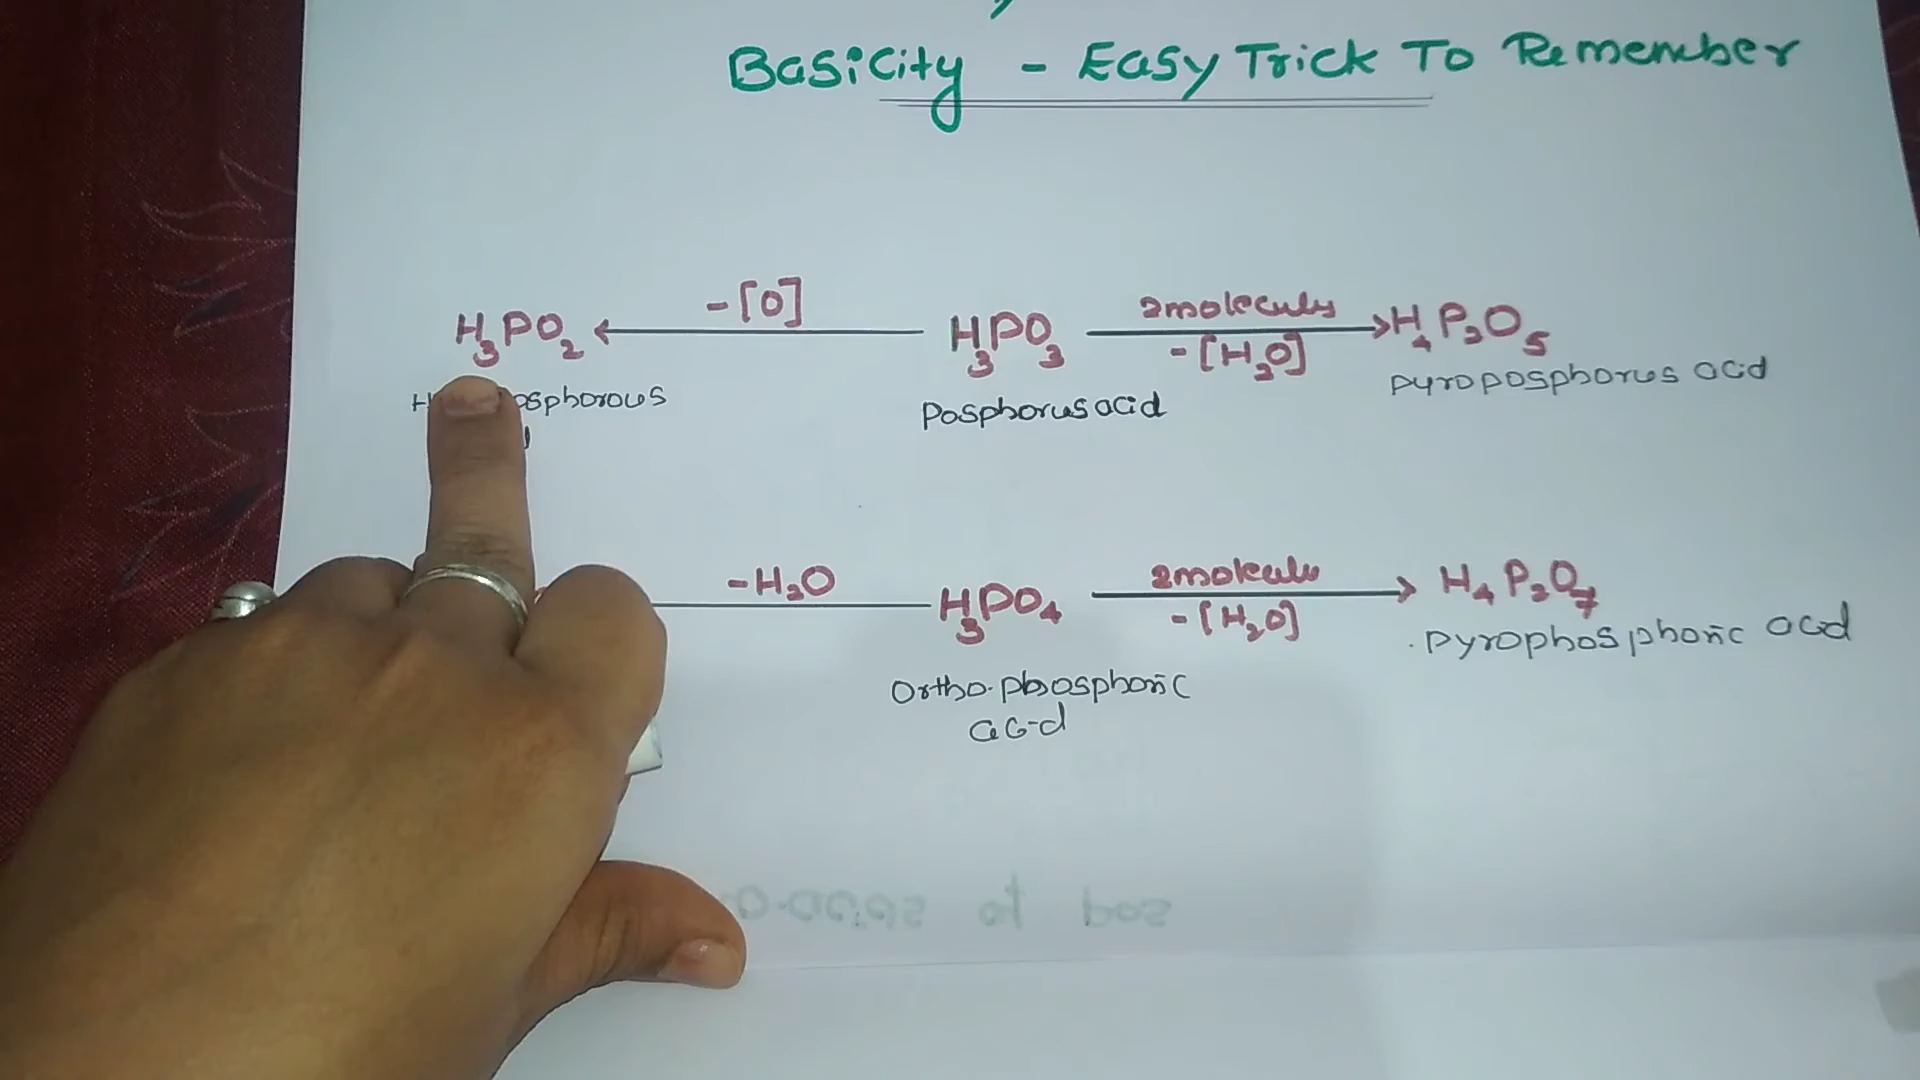 Basicity - Easy Trick To Remember
-[O]
2molecules
H₃PO₂ ← H₃PO₃ → H₄P₂O₅
-[H₂O]
Posphorus acid
pyroposphorus acid
-H₂O
2molecule
H₃PO₄ → H₄P₂O₇
-[H₂O]
pyrophosphoric acid
Ortho-phosphoric
acid